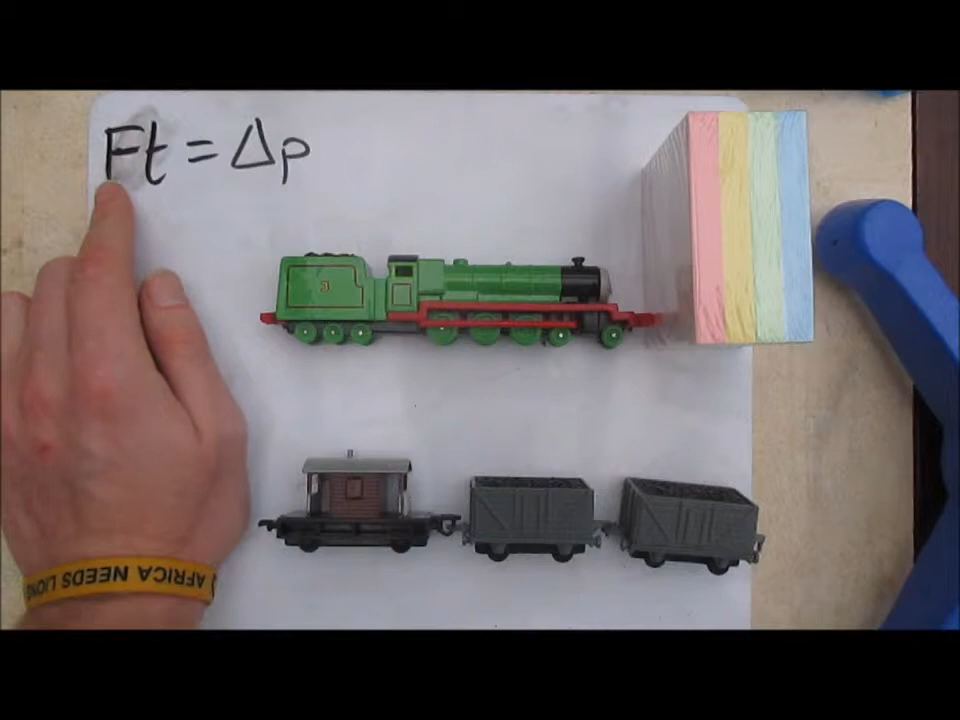 Ft = Δp
3
AFRICA NEEDS LIONS